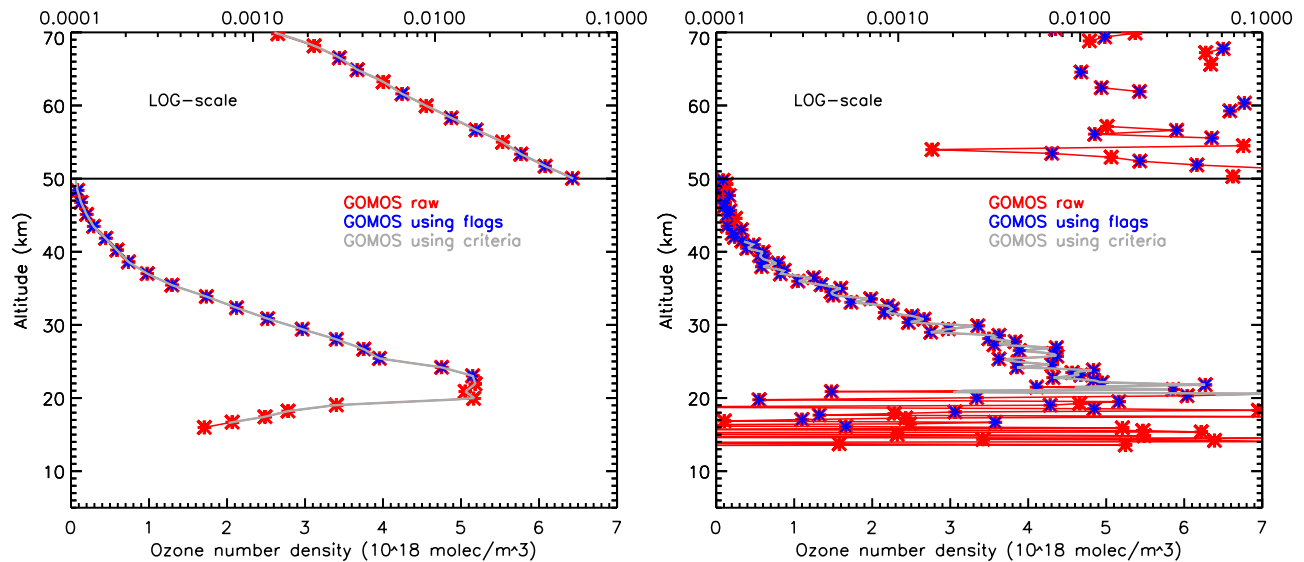 0.0001 0.0010 0.0100 0.1000
70
60
50
40
30
20
10
LOG-scale
GOMOS raw
GOMOS using flags
GOMOS using criteria
Altitude (km)
0 1 2 3 4 5 6 7
Ozone number density (10^18 molec/m^3)
0.0001 0.0010 0.0100 0.1000
70
60
50
40
30
20
10
LOG-scale
GOMOS raw
GOMOS using flags
GOMOS using criteria
Altitude (km)
0 1 2 3 4 5 6 7
Ozone number density (10^18 molec/m^3)